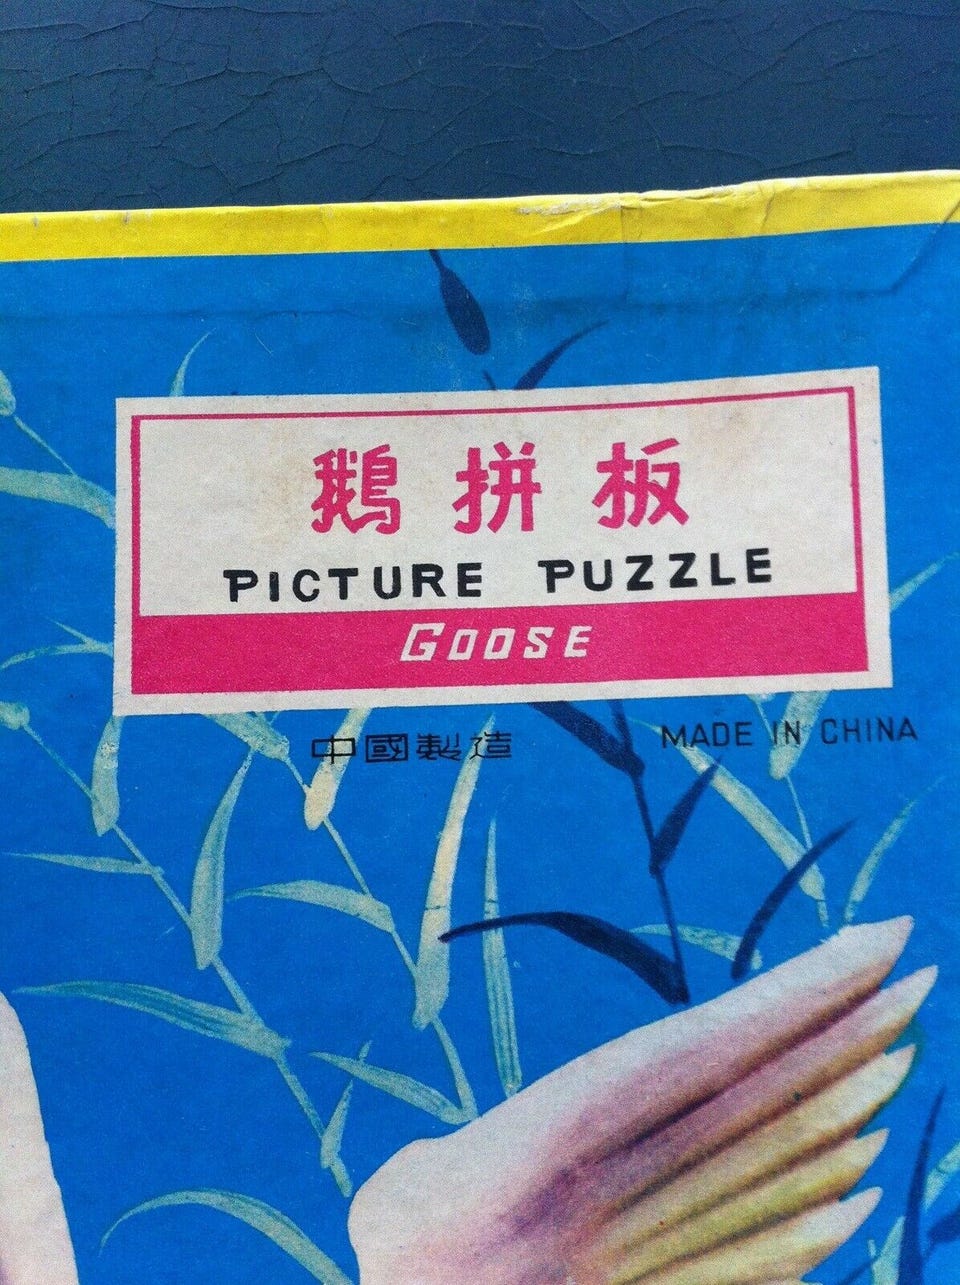 鵝拼板
PICTURE PUZZLE
GOOSE
中國製造 MADE IN CHINA